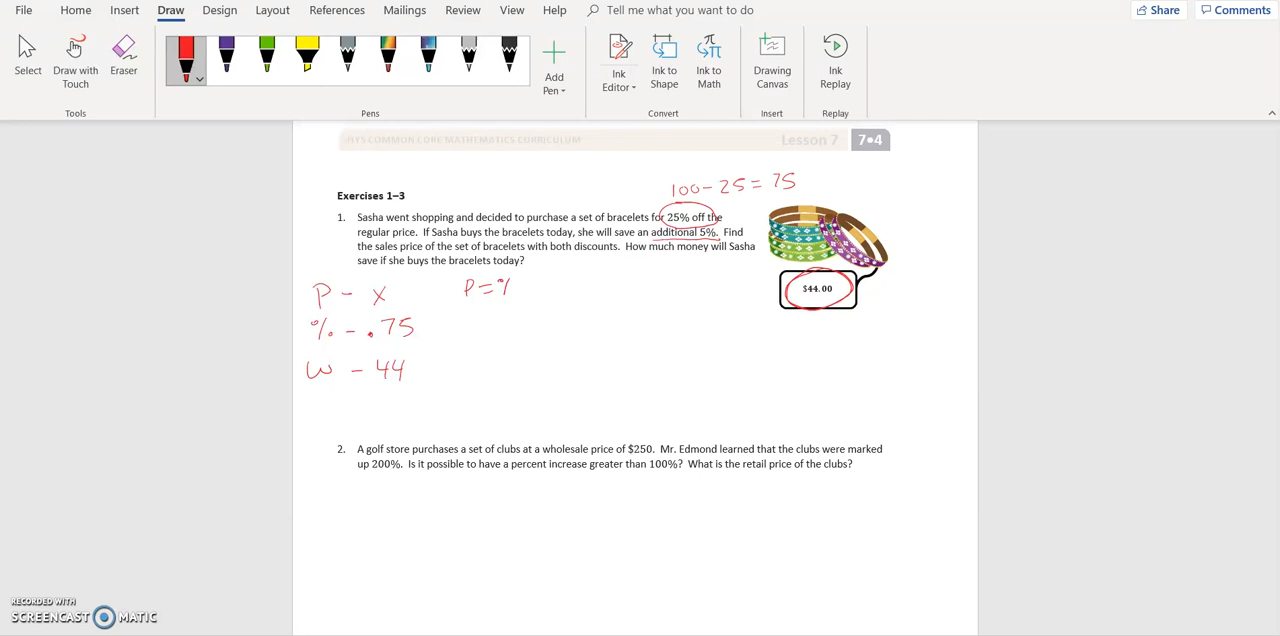 File Home Insert Draw Design Layout References Mailings Review View Help Tell me what you want to do Share Comments
Select Draw with Touch Eraser Add Pen Ink Editor Ink to Shape Ink to Math Drawing Canvas Ink Replay
Tools Pens Convert Insert Replay
NYS COMMON CORE MATHEMATICS CURRICULUM Lesson 7 7•4
100 - 25 = 75
Exercises 1–3
1. Sasha went shopping and decided to purchase a set of bracelets for 25% off the
regular price. If Sasha buys the bracelets today, she will save an additional 5%. Find
the sales price of the set of bracelets with both discounts. How much money will Sasha
save if she buys the bracelets today?
$44.00
P - x P = %
% - .75
W - 44
2. A golf store purchases a set of clubs at a wholesale price of $250. Mr. Edmond learned that the clubs were marked
up 200%. Is it possible to have a percent increase greater than 100%? What is the retail price of the clubs?
RECORDED WITH
SCREENCAST MATIC